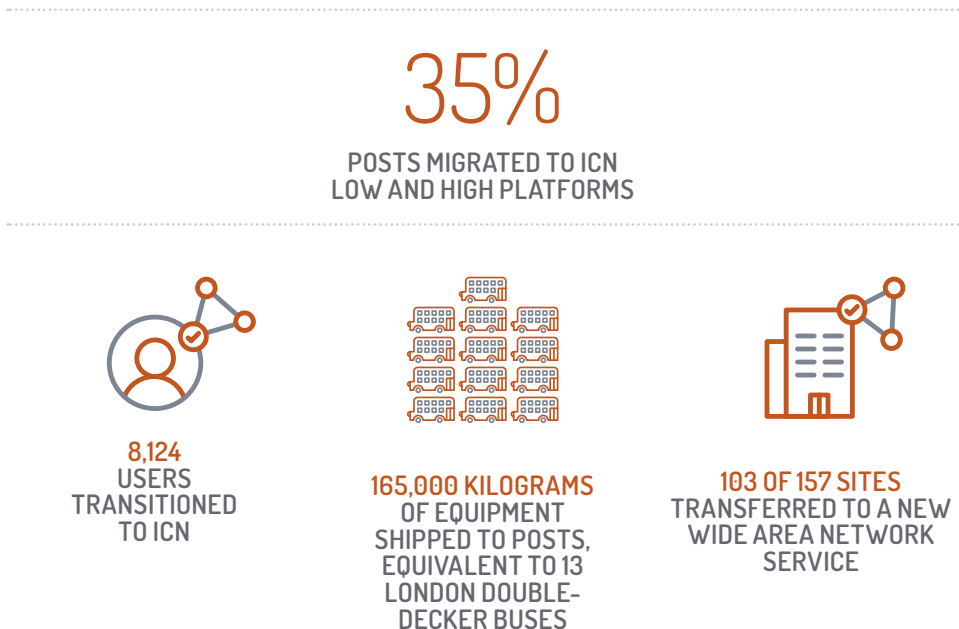 35%
POSTS MIGRATED TO ICN
LOW AND HIGH PLATFORMS
8,124
USERS
TRANSITIONED
TO ICN
165,000 KILOGRAMS
OF EQUIPMENT
SHIPPED TO POSTS,
EQUIVALENT TO 13
LONDON DOUBLE-
DECKER BUSES
103 OF 157 SITES
TRANSFERRED TO A NEW
WIDE AREA NETWORK
SERVICE